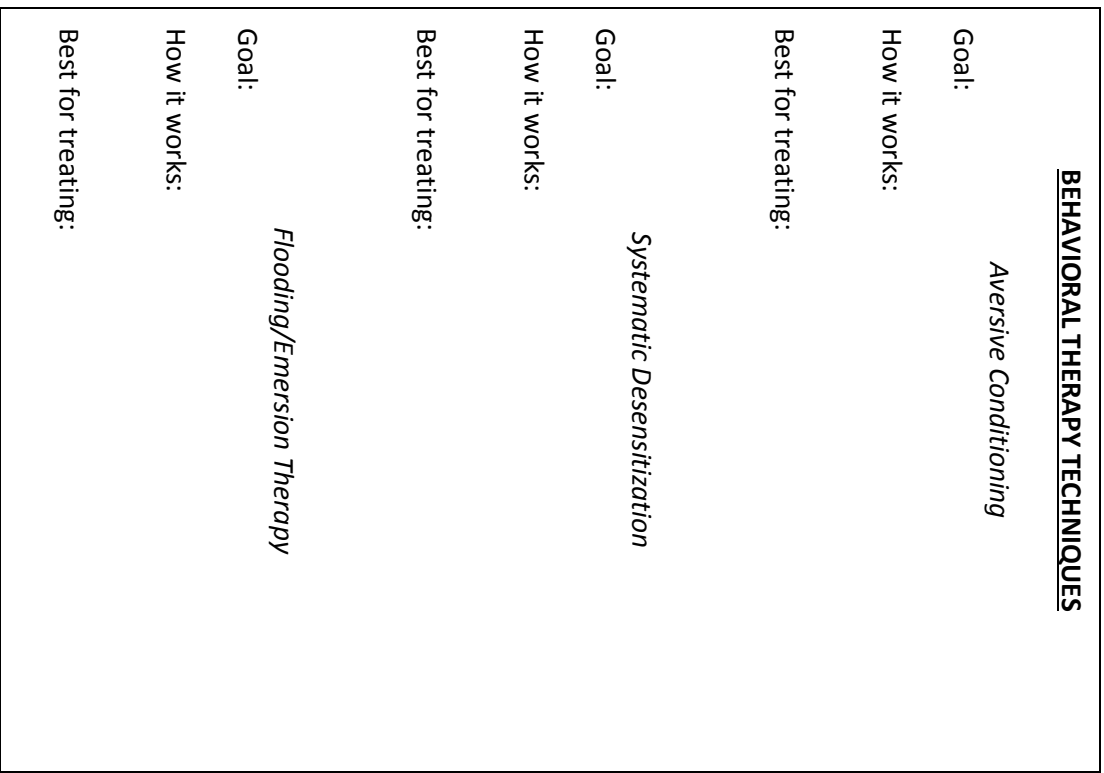 BEHAVIORAL THERAPY TECHNIQUES
Aversive Conditioning
Goal:
How it works:
Best for treating:
Systematic Desensitization
Goal:
How it works:
Best for treating:
Flooding/Emersion Therapy
Goal:
How it works:
Best for treating: